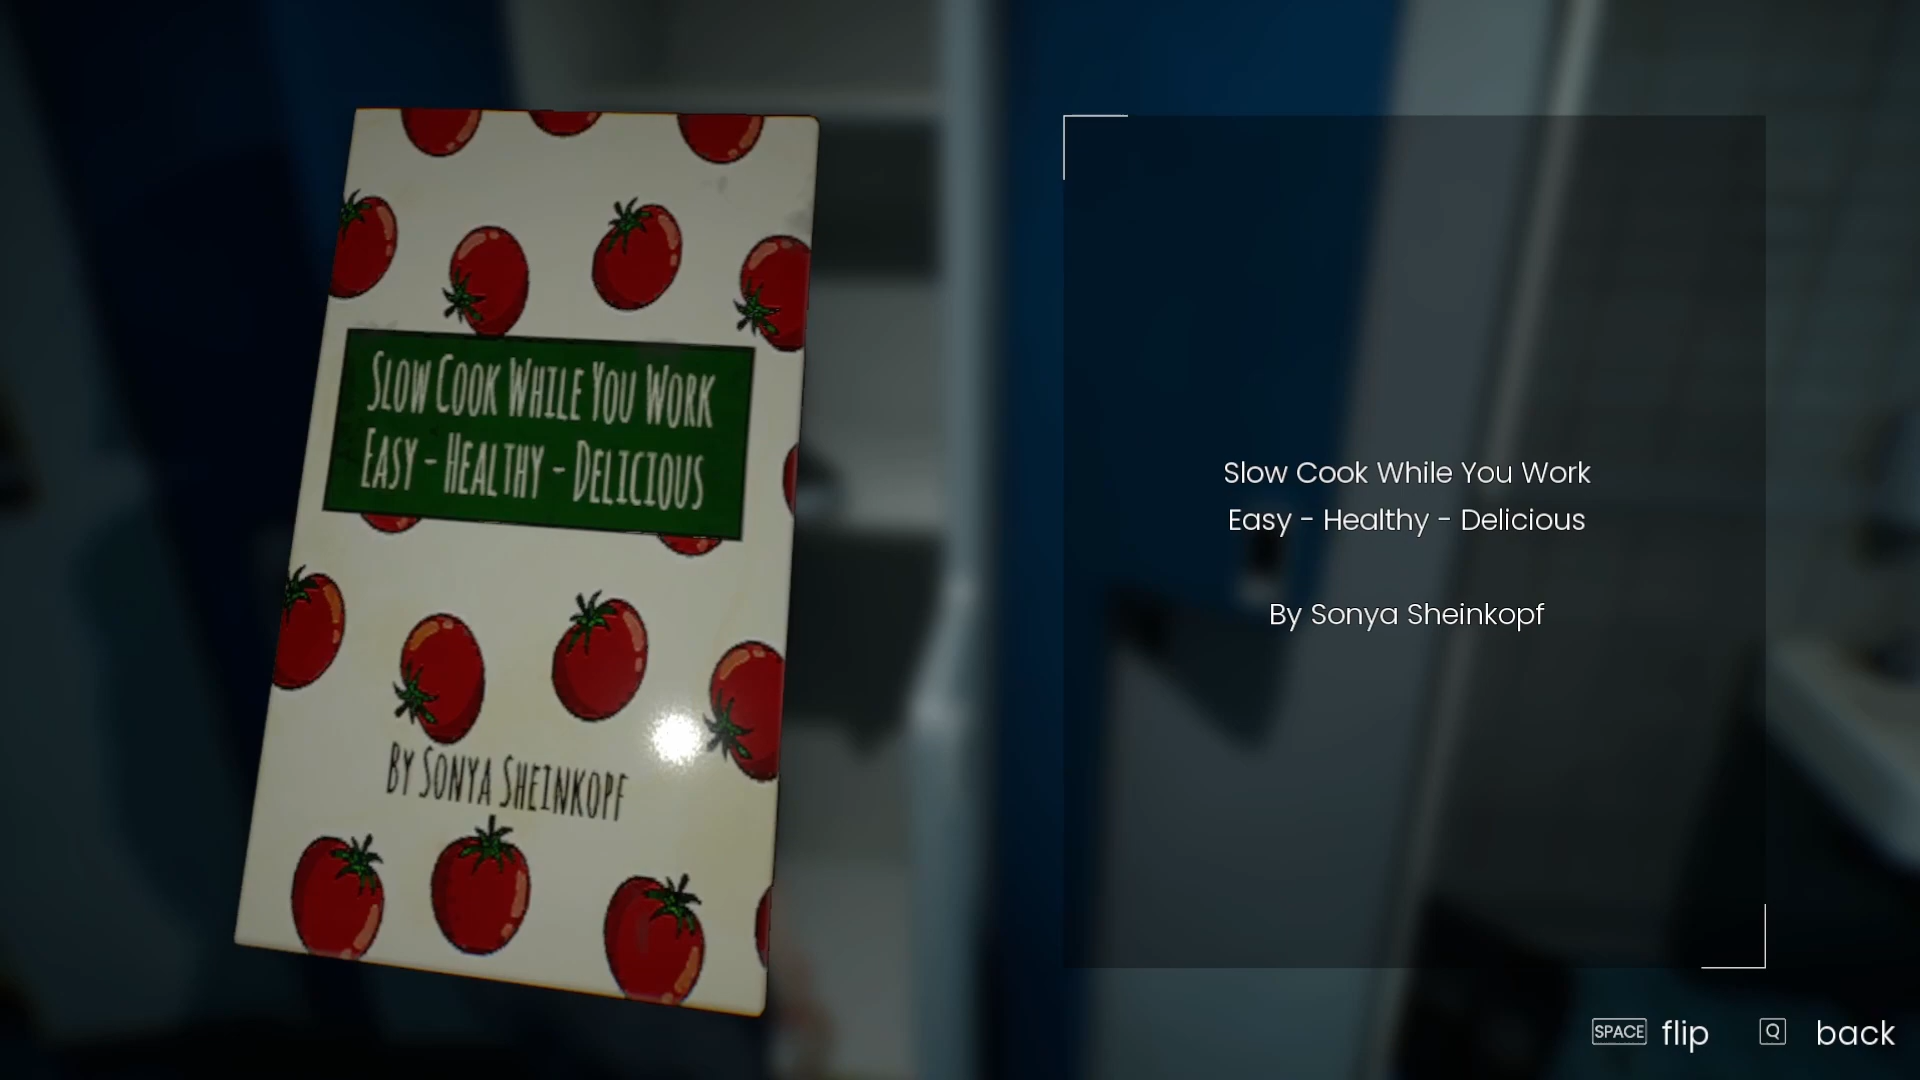 SLOW COOK WHILE YOU WORK
EASY - HEALTHY - DELICIOUS
BY SONYA SHEINKOPF
Slow Cook While You Work
Easy - Healthy - Delicious
By Sonya Sheinkopf
SPACE flip Q back